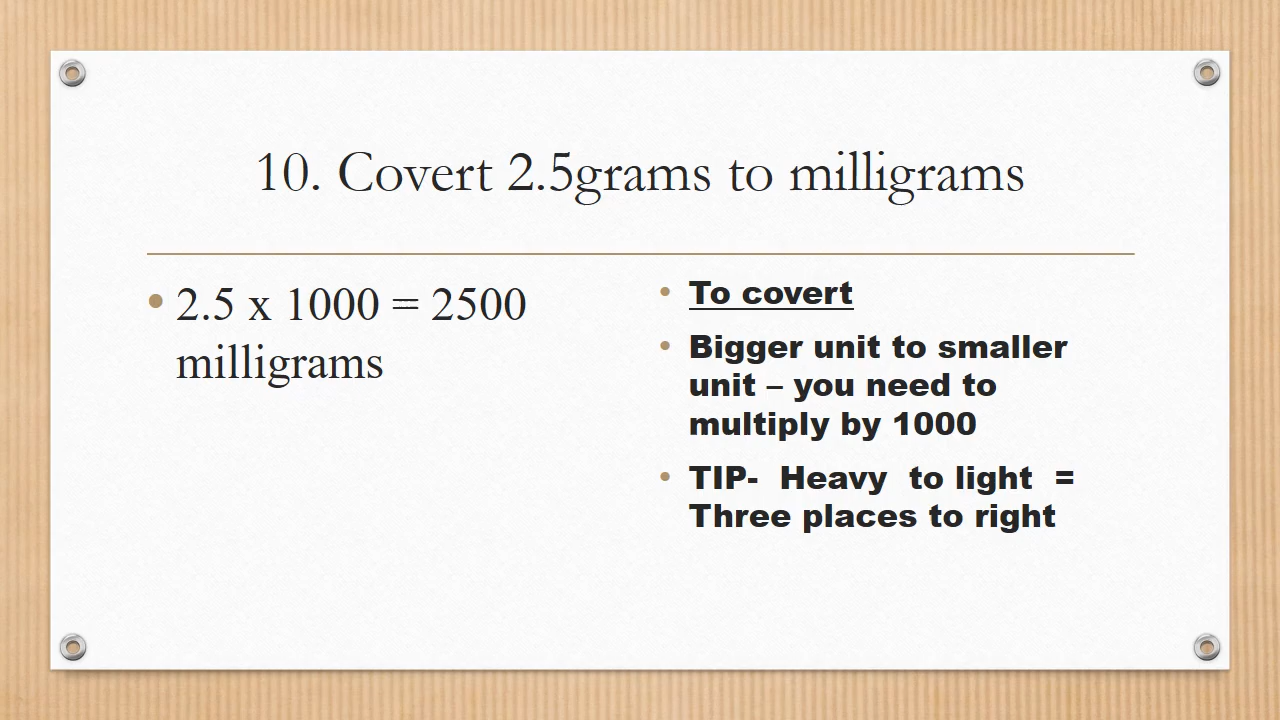 10. Covert 2.5grams to milligrams
2.5 x 1000 = 2500
milligrams
To covert
Bigger unit to smaller
unit – you need to
multiply by 1000
TIP- Heavy to light =
Three places to right